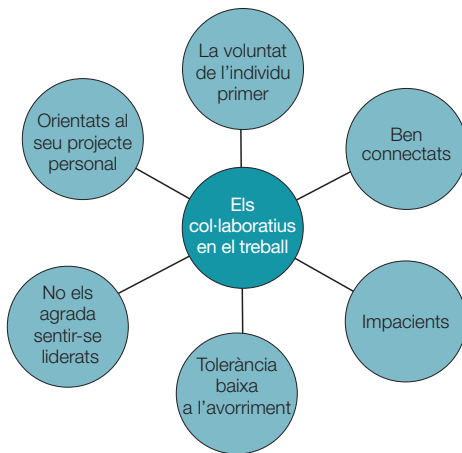 La voluntat
de l'individu
primer
Orientats al
seu projecte
personal
Ben
connectats
Els
col·laboratius
en el treball
No els
agrada
sentir-se
liderats
Impacients
Tolerància
baixa
a l'avorriment